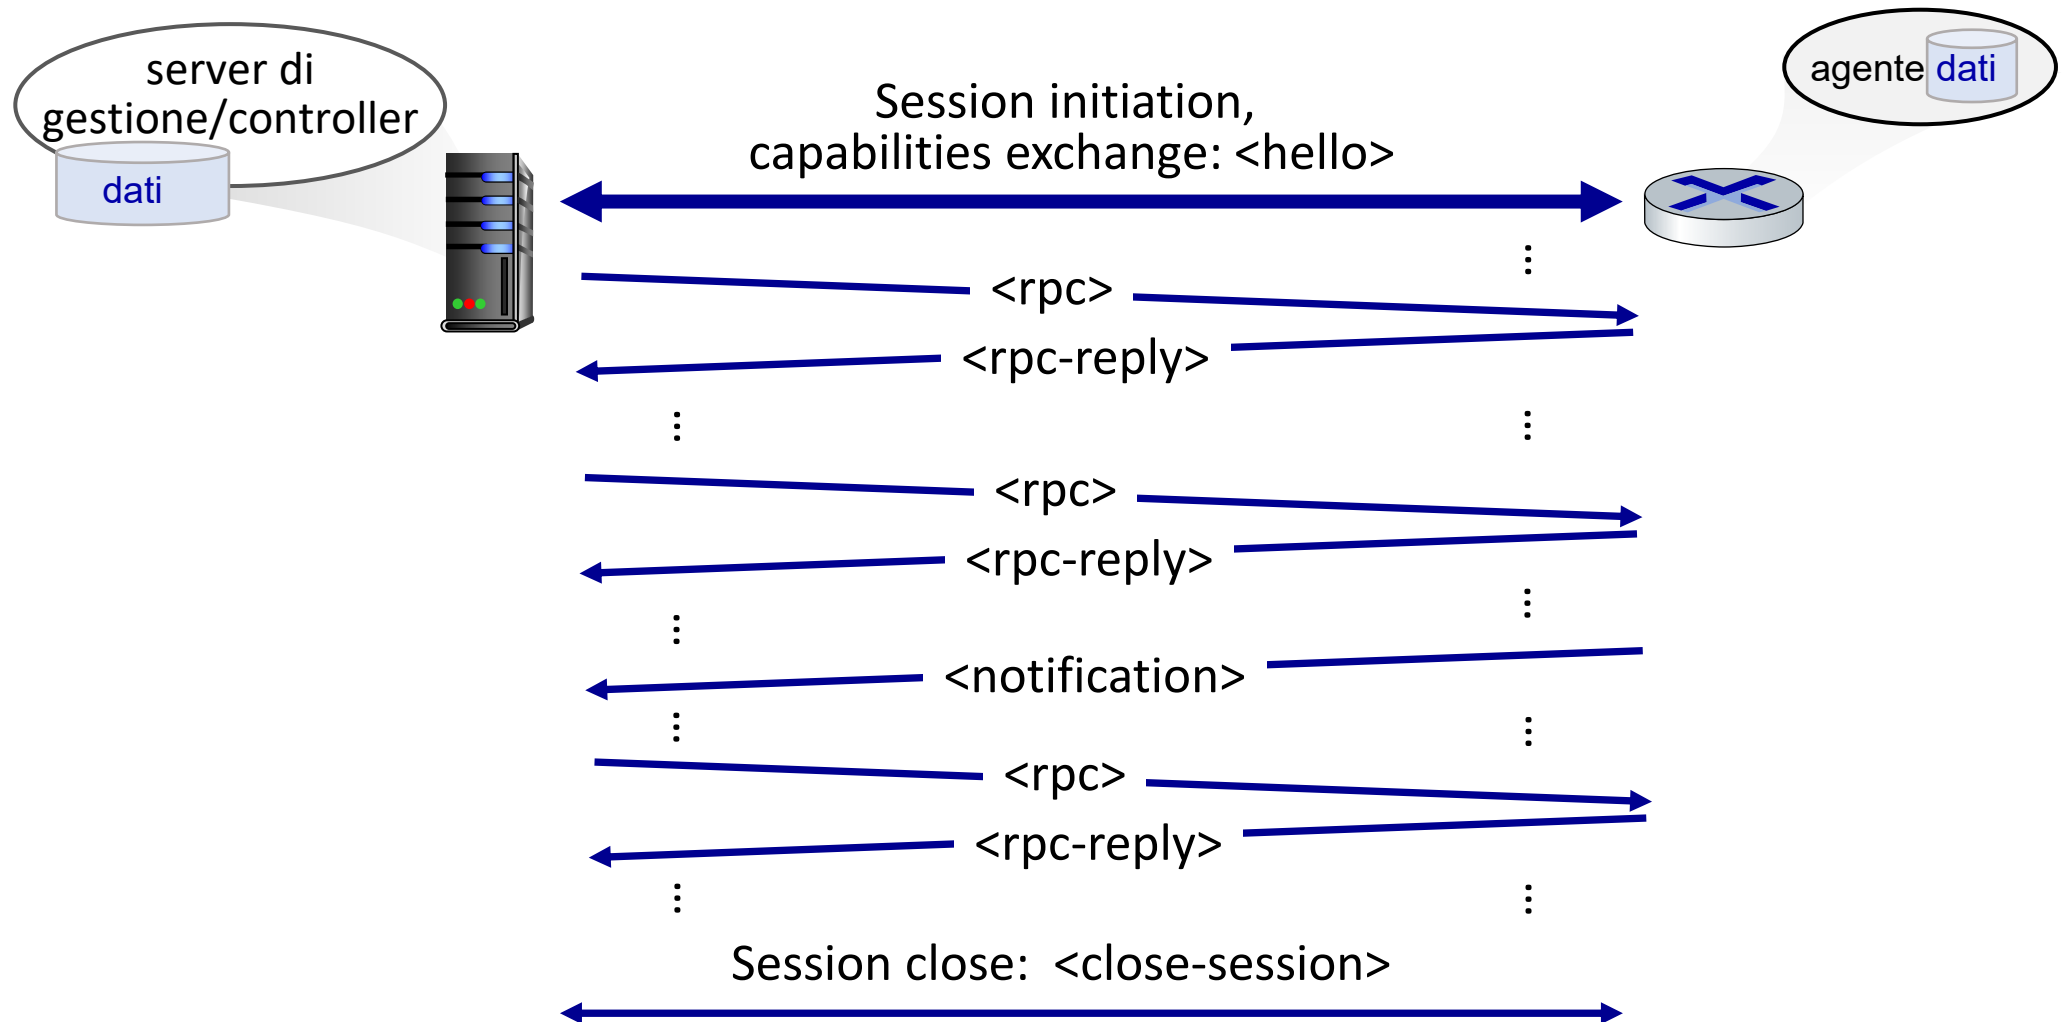 server di
gestione/controller
dati
agente dati
Session initiation,
capabilities exchange: <hello>
<rpc>
<rpc-reply>
<rpc>
<rpc-reply>
<notification>
<rpc>
<rpc-reply>
Session close: <close-session>